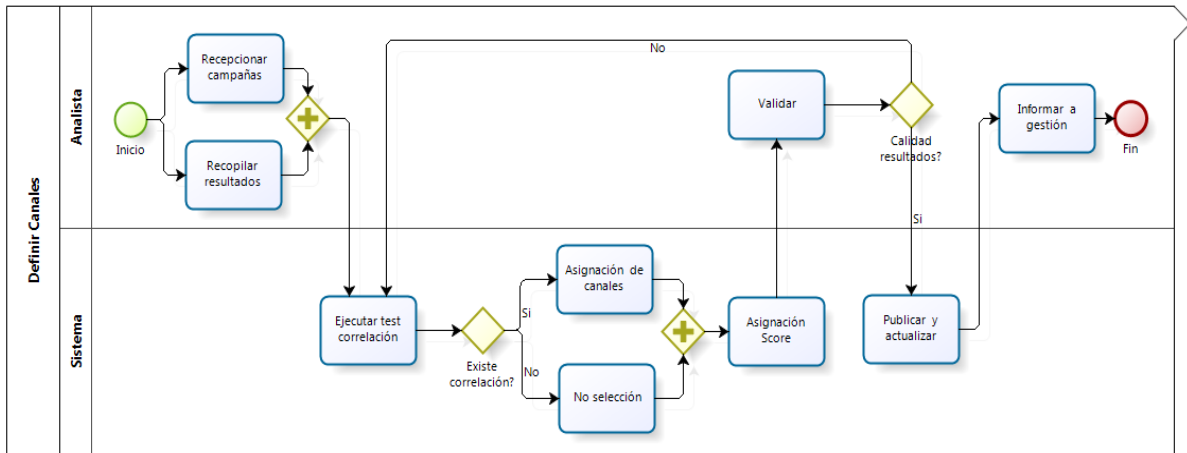 Definir Canales
Analista
Inicio
Recepcionar
campañas
Recopilar
resultados
No
Validar
Calidad
resultados?
Si
Informar a
gestión
Fin
Sistema
Ejecutar test
correlación
Existe
correlación?
Si
No
Asignación de
canales
No selección
Asignación
Score
Publicar y
actualizar